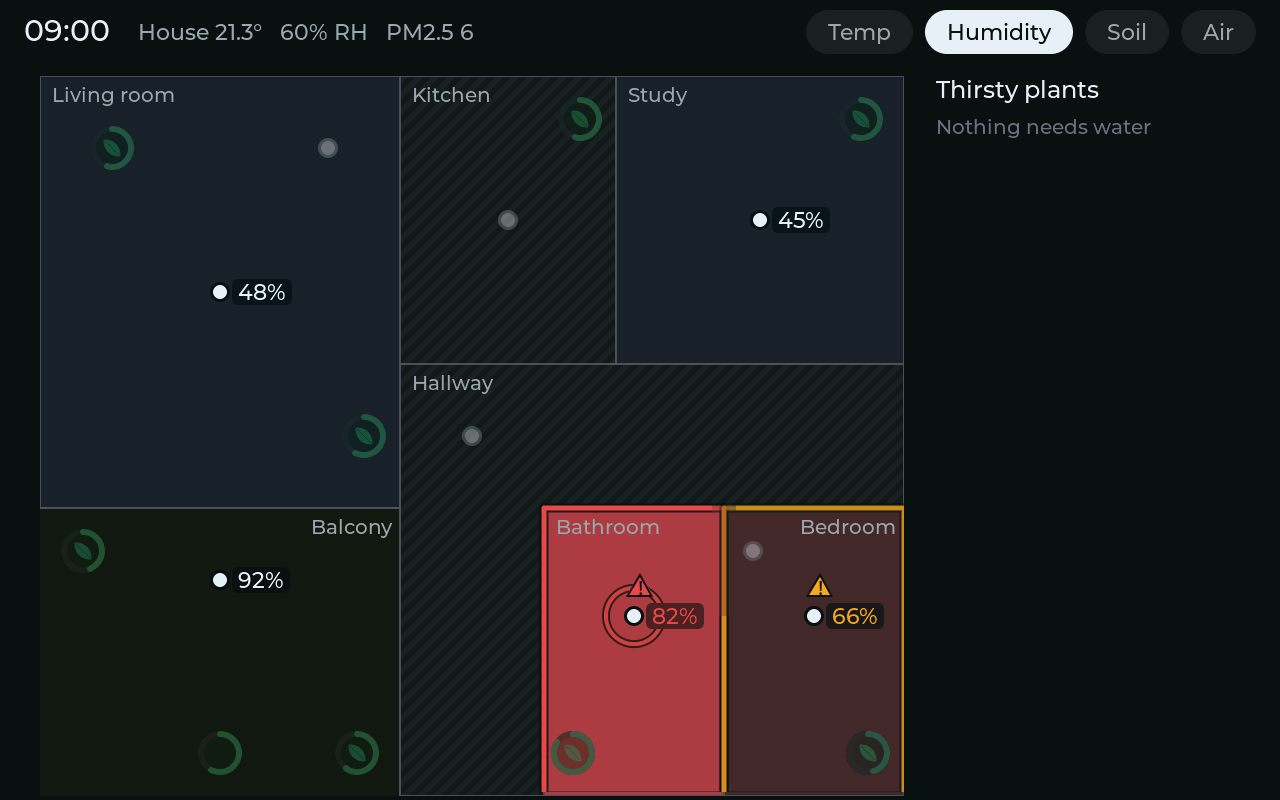 09:00 House 21.3° 60% RH PM2.5 6 Temp Humidity Soil Air
Living room
Kitchen
Study
Thirsty plants
Nothing needs water
45%
48%
Hallway
Balcony
Bathroom
Bedroom
92%
82%
66%